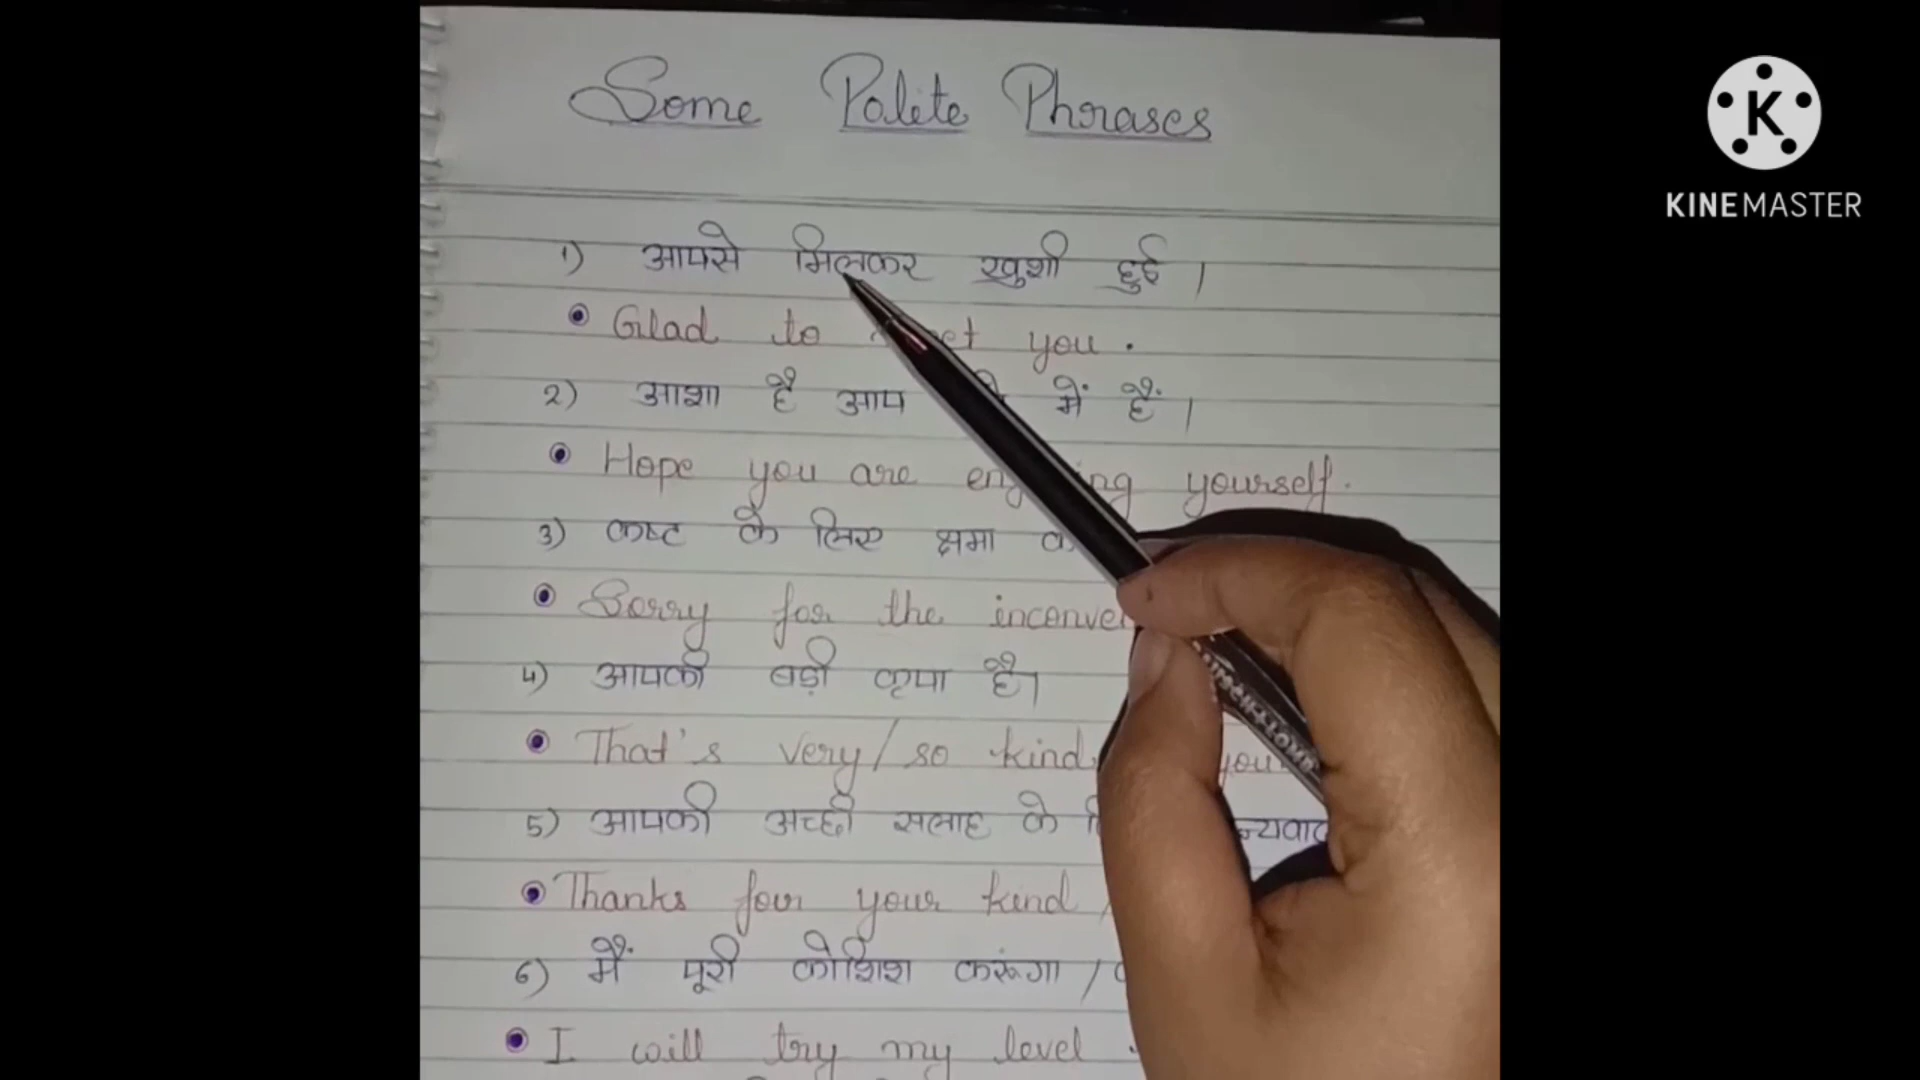 Some Polite Phrases
1) आपसे मिलकर खुशी हुई।
• Glad to you.
2) आशा है आप में हैं।
• Hope you are yourself.
3) कष्ट के लिए क्षमा
• Sorry for the
4) आपकी बड़ी कृपा है।
• That's very/so kind you
5) आपकी अच्छी सलाह के
• Thanks for your kind
6) मैं पूरी कोशिश करूंगा /
• I will try my level
K
KINEMASTER